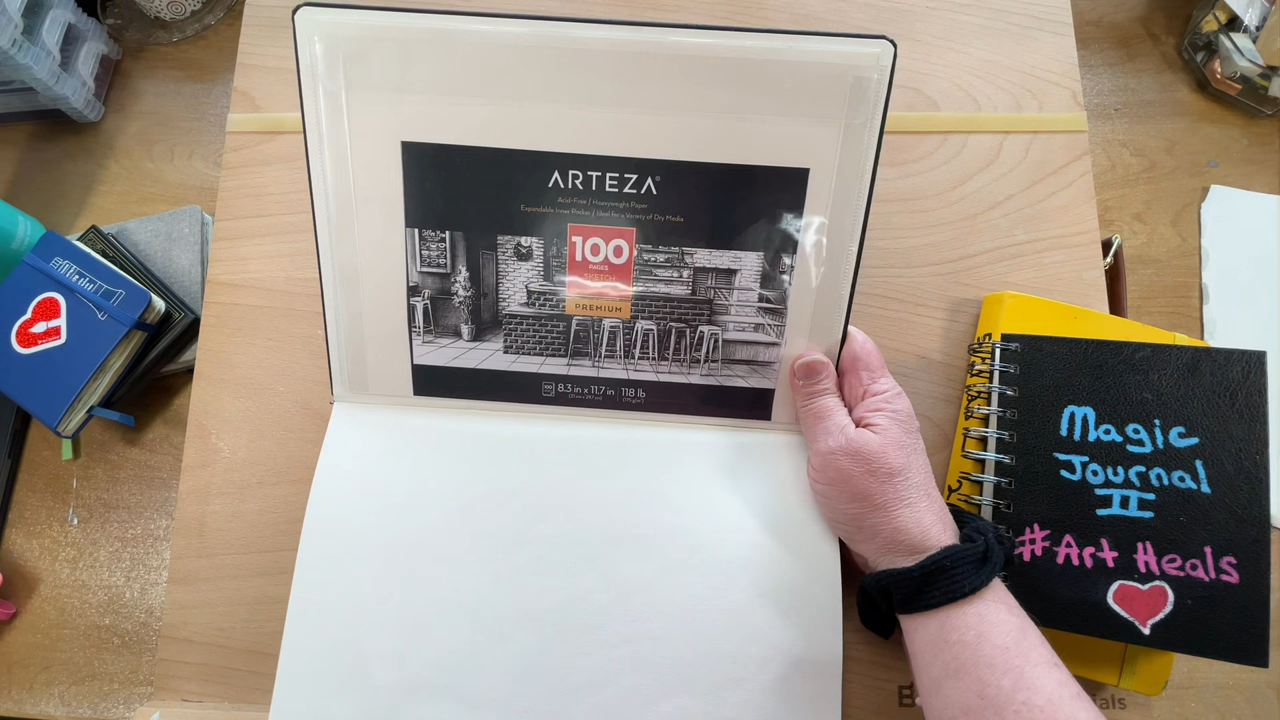 ARTEZA®
Acid-Free / Heavyweight Paper
Expandable Inner Pocket / Ideal for a Variety of Dry Media
100
PAGES
SKETCH
PREMIUM
8.3 in x 11.7 in | 118 lb
Magic
Journal
II
#Art Heals